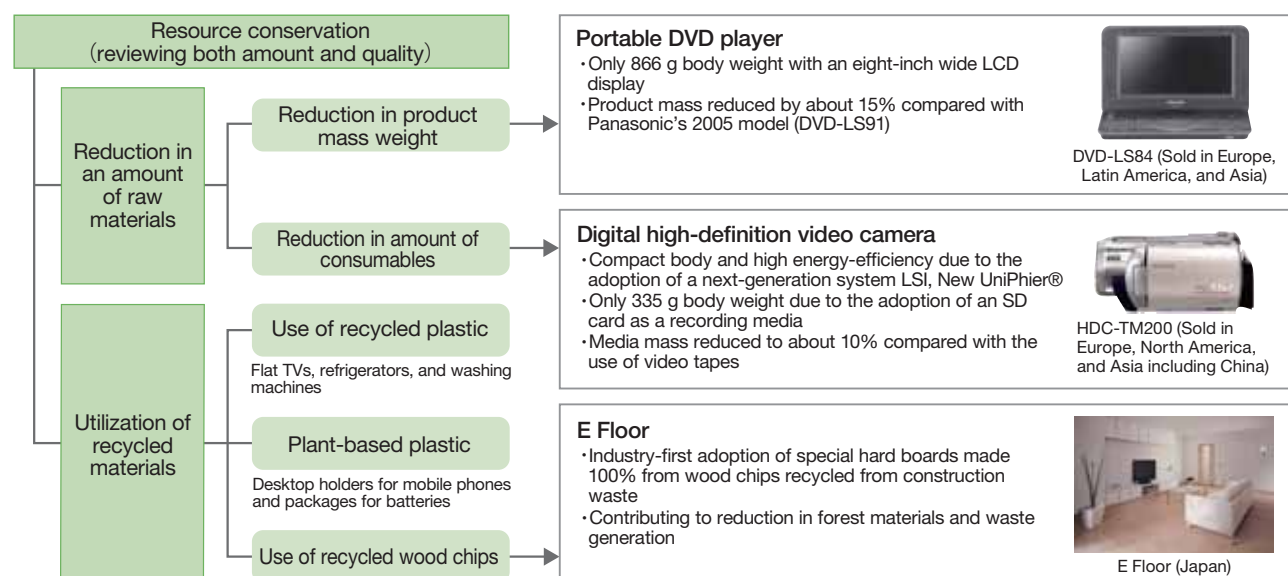 Resource conservation
(reviewing both amount and quality)
Reduction in
an amount
of raw
materials
Reduction in product
mass weight
Reduction in amount of
consumables
Utilization of
recycled
materials
Use of recycled plastic
Flat TVs, refrigerators, and washing
machines
Plant-based plastic
Desktop holders for mobile phones
and packages for batteries
Use of recycled wood chips
Portable DVD player
・Only 866 g body weight with an eight-inch wide LCD
display
・Product mass reduced by about 15% compared with
Panasonic's 2005 model (DVD-LS91)
DVD-LS84 (Sold in Europe,
Latin America, and Asia)
Digital high-definition video camera
・Compact body and high energy-efficiency due to the
adoption of a next-generation system LSI, New UniPhier®
・Only 335 g body weight due to the adoption of an SD
card as a recording media
・Media mass reduced to about 10% compared with the
use of video tapes
HDC-TM200 (Sold in
Europe, North America,
and Asia including China)
E Floor
・Industry-first adoption of special hard boards made
100% from wood chips recycled from construction
waste
・Contributing to reduction in forest materials and waste
generation
E Floor (Japan)